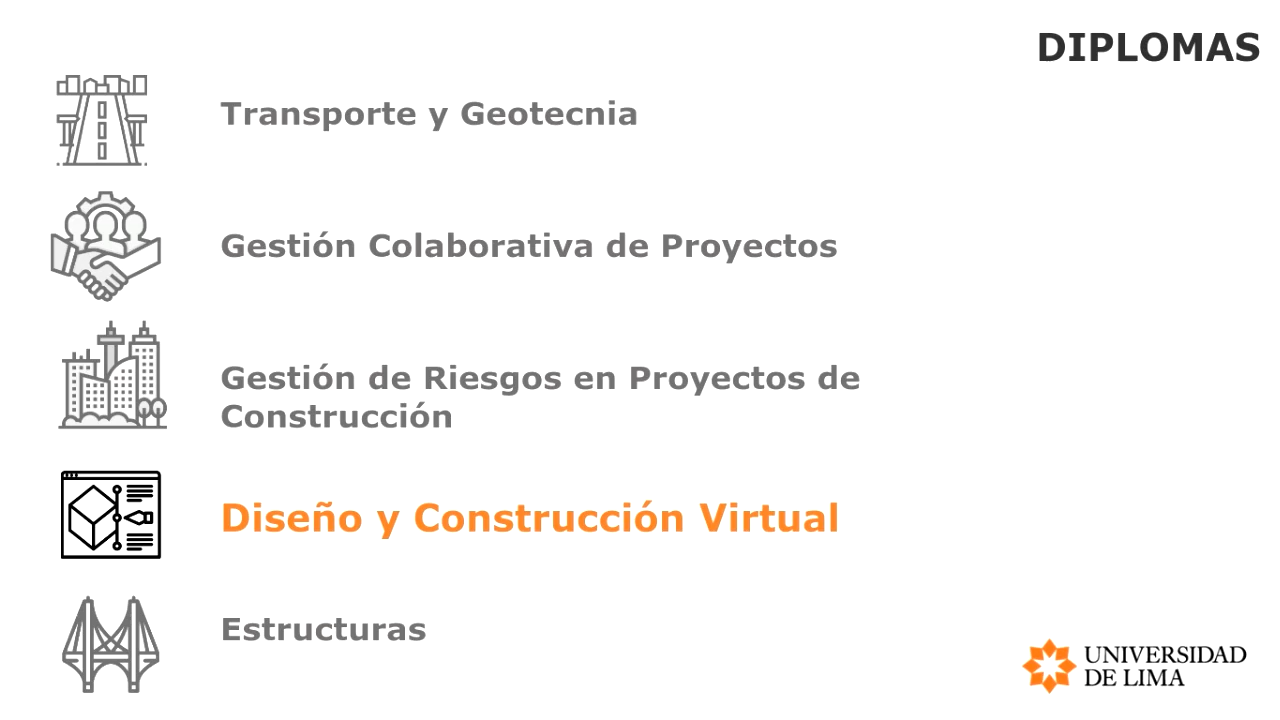 DIPLOMAS
Transporte y Geotecnia
Gestión Colaborativa de Proyectos
Gestión de Riesgos en Proyectos de
Construcción
Diseño y Construcción Virtual
Estructuras
UNIVERSIDAD
DE LIMA